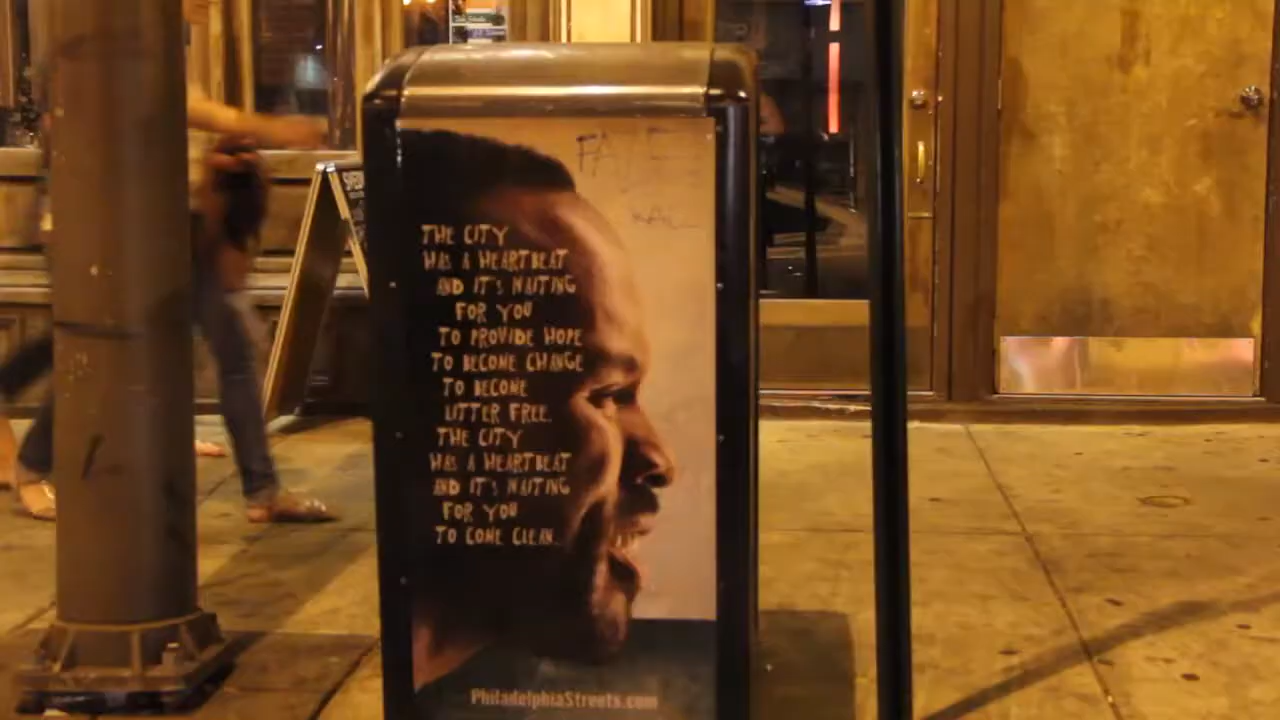 THE CITY
HAS A HEARTBEAT
AND IT'S WAITING
FOR YOU
TO PROVIDE HOPE
TO BECOME CHANGE
TO BECOME
LITTER FREE.
THE CITY
HAS A HEARTBEAT
AND IT'S WAITING
FOR YOU
TO COME CLEAN.
PhiladelphiaStreets.com